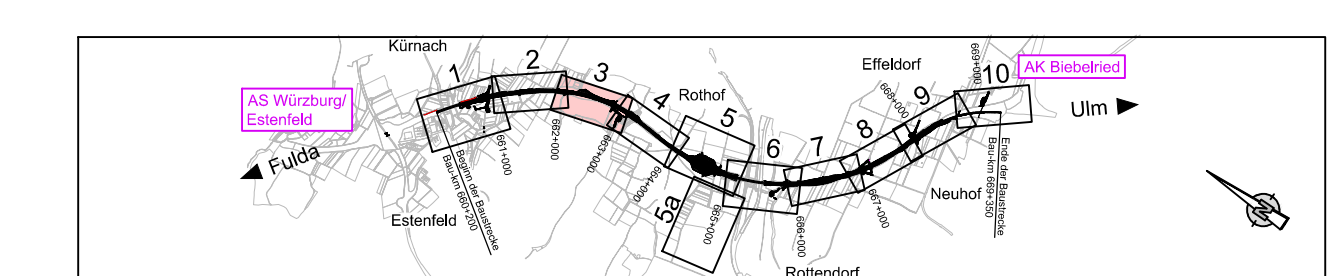 Kürnach
AS Würzburg/
Estenfeld
Fulda
Estenfeld
1
2
3
4
5
5a
6
7
8
9
10
Beginn der Baustrecke
Bau-km 660+200
661+000
662+000
663+000
664+000
665+000
666+000
667+000
668+000
669+000
Rothof
Effeldorf
AK Biebelried
Ulm
Neuhof
Ende der Baustrecke
Bau-km 669+350
Rottendorf
N